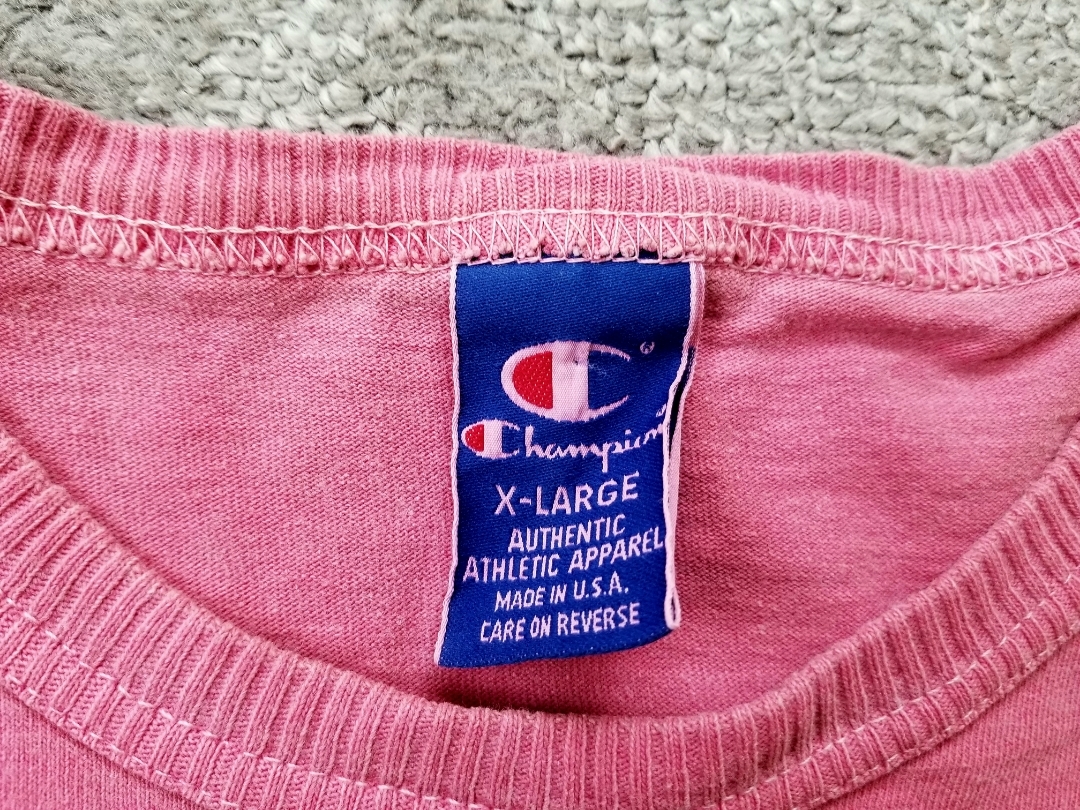 Champion
X-LARGE
AUTHENTIC
ATHLETIC APPAREL
MADE IN U.S.A.
CARE ON REVERSE